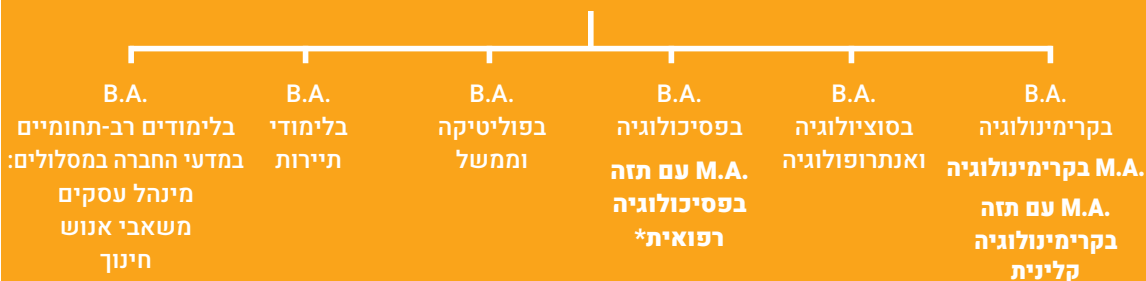 B.A.
בקרימינולוגיה
M.A. בקרימינולוגיה
M.A. עם תזה
בקרימינולוגיה
קלינית
B.A.
בסוציולוגיה
ואנתרופולוגיה
B.A.
בפסיכולוגיה
M.A. עם תזה
בפסיכולוגיה
רפואית*
B.A.
בפוליטיקה
וממשל
B.A.
בלימודי
תיירות
B.A.
בלימודים רב-תחומיים
במדעי החברה במסלולים:
מינהל עסקים
משאבי אנוש
חינוך